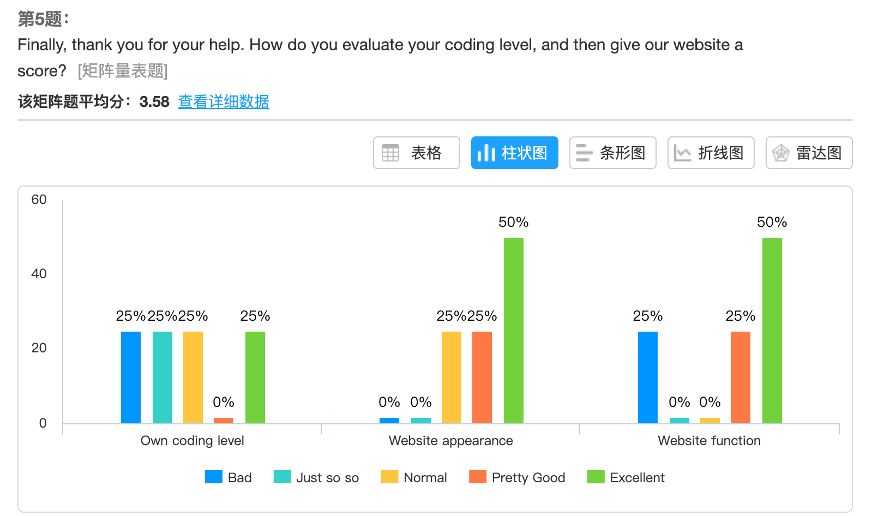 第5题:
Finally, thank you for your help. How do you evaluate your coding level, and then give our website a
score? [矩阵量表题]
该矩阵题平均分：3.58 查看详细数据
表格 柱状图 条形图 折线图 雷达图
60
50% 50%
40
25% 25% 25% 25% 25% 25% 25% 25%
20
0% 0% 0% 0% 0%
0
Own coding level Website appearance Website function
Bad Just so so Normal Pretty Good Excellent